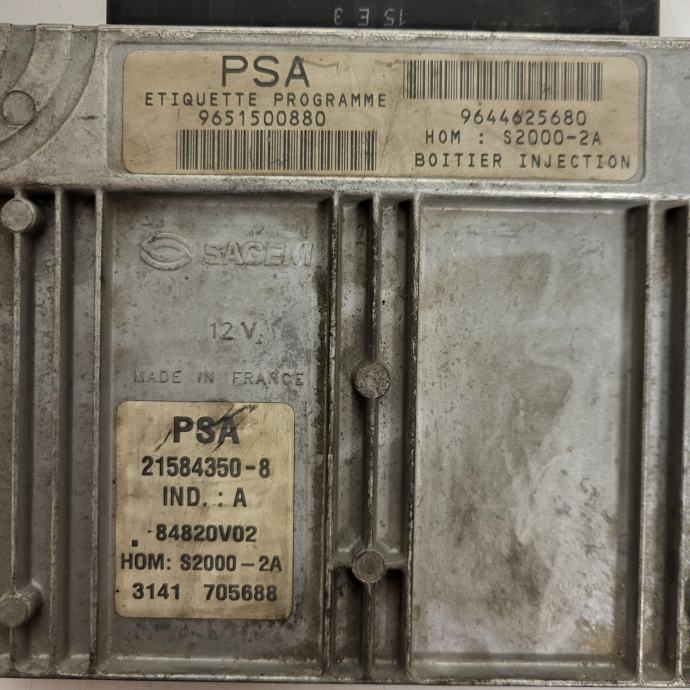 15 E 3
PSA
ETIQUETTE PROGRAMME
9651500880
9644625680
HOM : S2000-2A
BOITIER INJECTION
SAGEM
12 V
MADE IN FRANCE
PSA
21584350-8
IND. : A
84820V02
HOM: S2000-2A
3141 705688